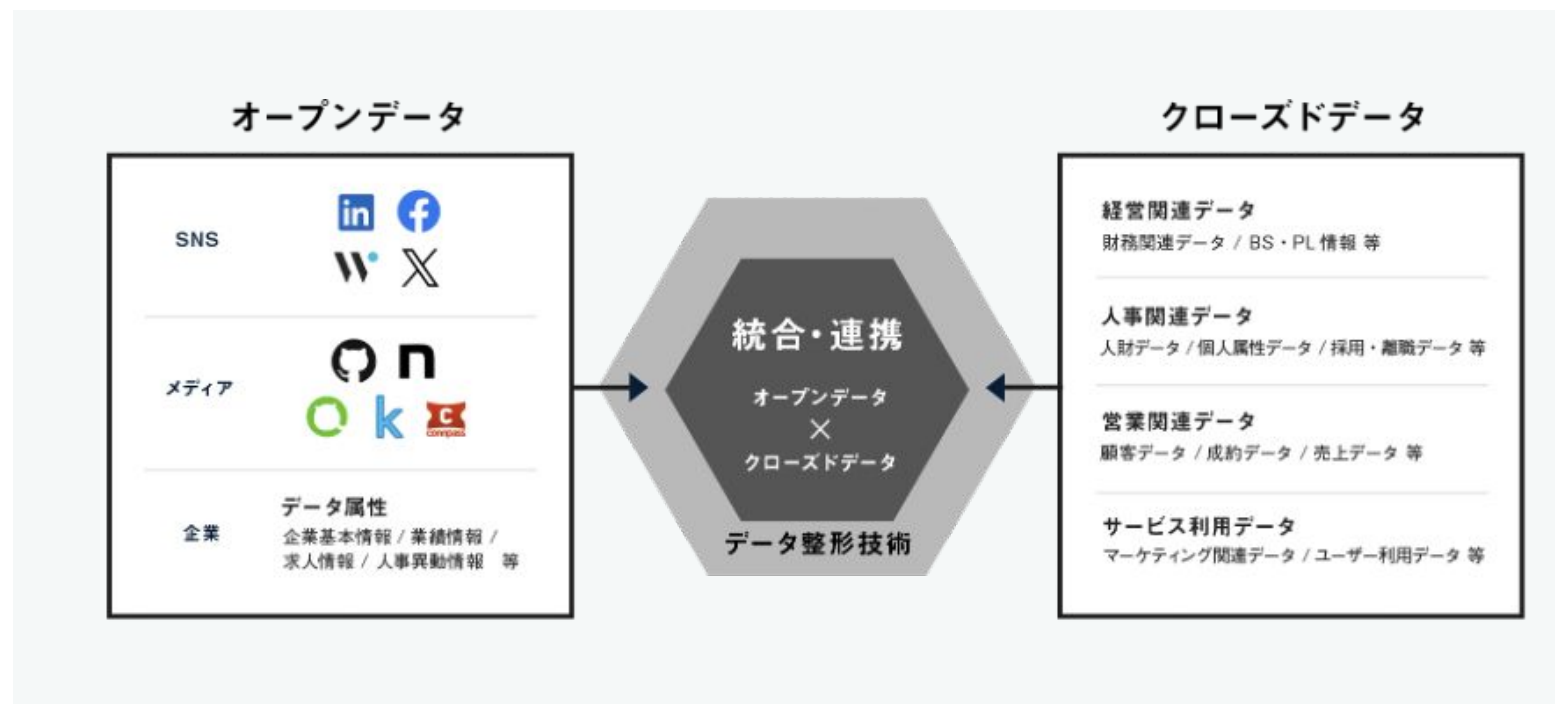 オープンデータ
SNS
in
メディア
n
k
C
connpass
企業
データ属性
企業基本情報 / 業績情報 /
求人情報 / 人事異動情報 等
統合・連携
オープンデータ
×
クローズドデータ
データ整形技術
クローズドデータ
経営関連データ
財務関連データ / BS・PL 情報 等
人事関連データ
人財データ / 個人属性データ / 採用・離職データ 等
営業関連データ
顧客データ / 成約データ / 売上データ 等
サービス利用データ
マーケティング関連データ / ユーザー利用データ 等